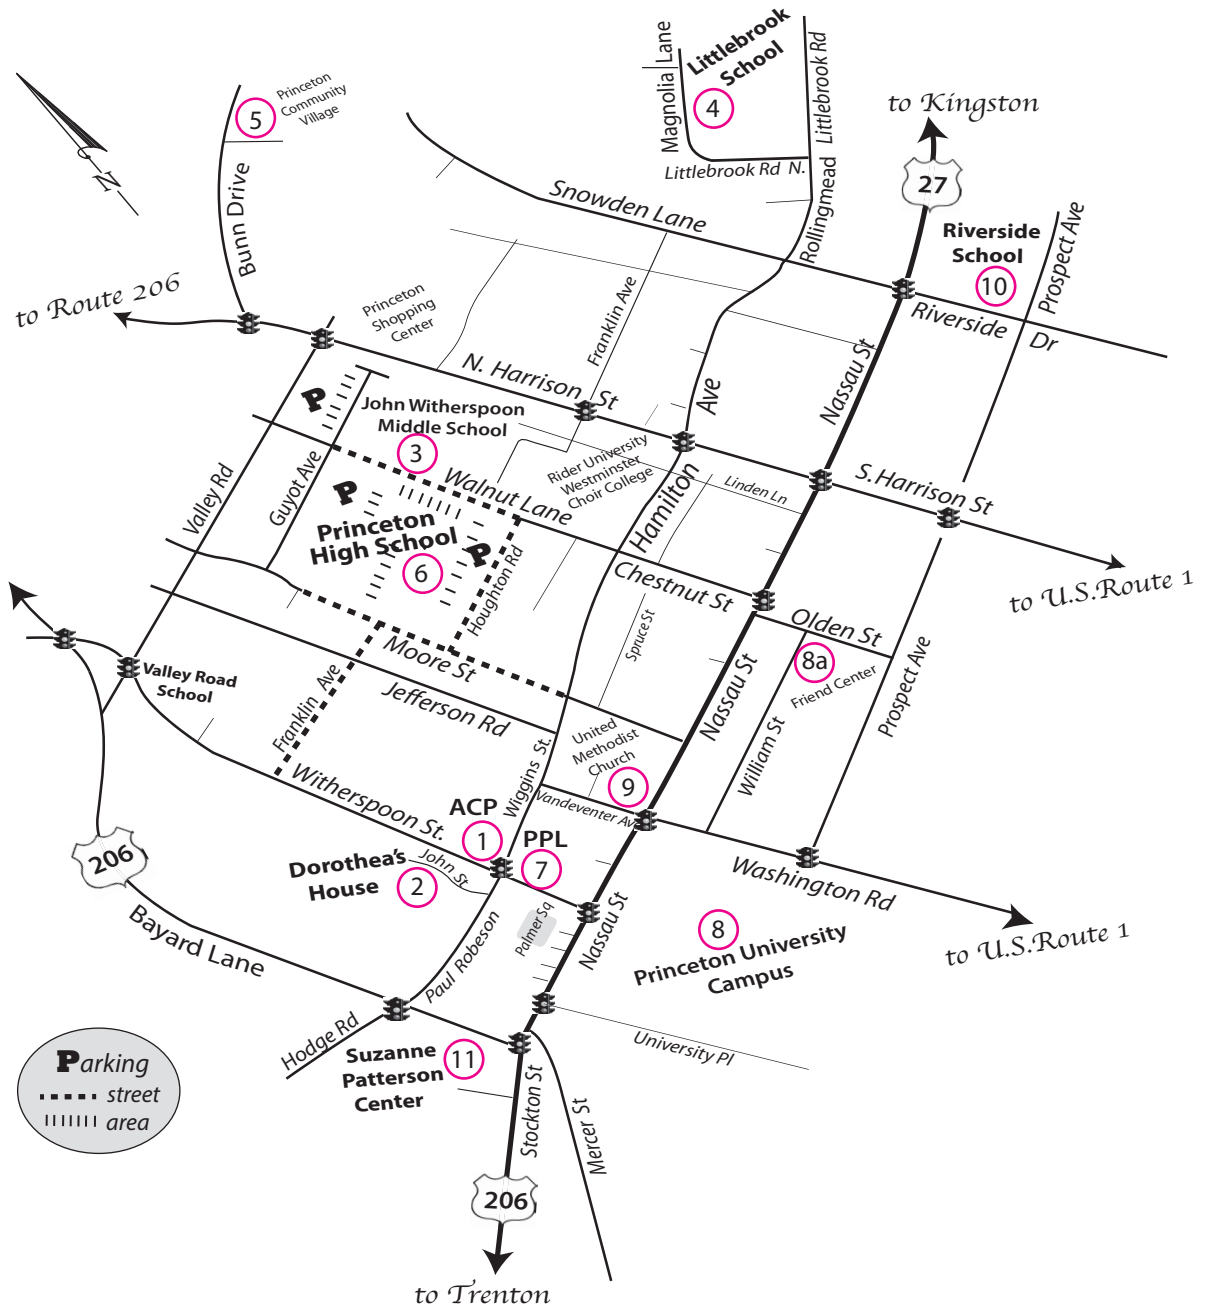 Magnolia Lane
Littlebrook
School
4
Littlebrook Rd
Littlebrook Rd N.
Rollingmead
to Kingston
27
5
Princeton
Community
Village
Bunn Drive
N
Snowden Lane
Riverside
School
10
Prospect Ave
to Route 206
Princeton
Shopping
Center
Franklin Ave
Riverside Dr
Nassau St
N. Harrison St
Ave
P
John Witherspoon
Middle School
3
Rider University
Westminster
Choir College
Linden Ln
S.Harrison St
Valley Rd
Guyot Ave
P
Walnut Lane
Hamilton
Princeton
High School
6
P
Houghton Rd
Chestnut St
to U.S.Route 1
Olden St
8a
Friend Center
Spruce St
Moore St
Nassau St
Prospect Ave
Valley Road
School
Franklin Ave
Jefferson Rd
William St
United
Methodist
Church
9
Wiggins St.
Vandeventer Av
Witherspoon St.
ACP
1
PPL
7
206
Dorothea's
House
2
John St
Washington Rd
Palmer Sq
Nassau St
8
Princeton University
Campus
to U.S.Route 1
Bayard Lane
Paul Robeson
Hodge Rd
University Pl
Suzanne
Patterson
Center
11
Parking
street
area
Stockton St
Mercer St
206
to Trenton